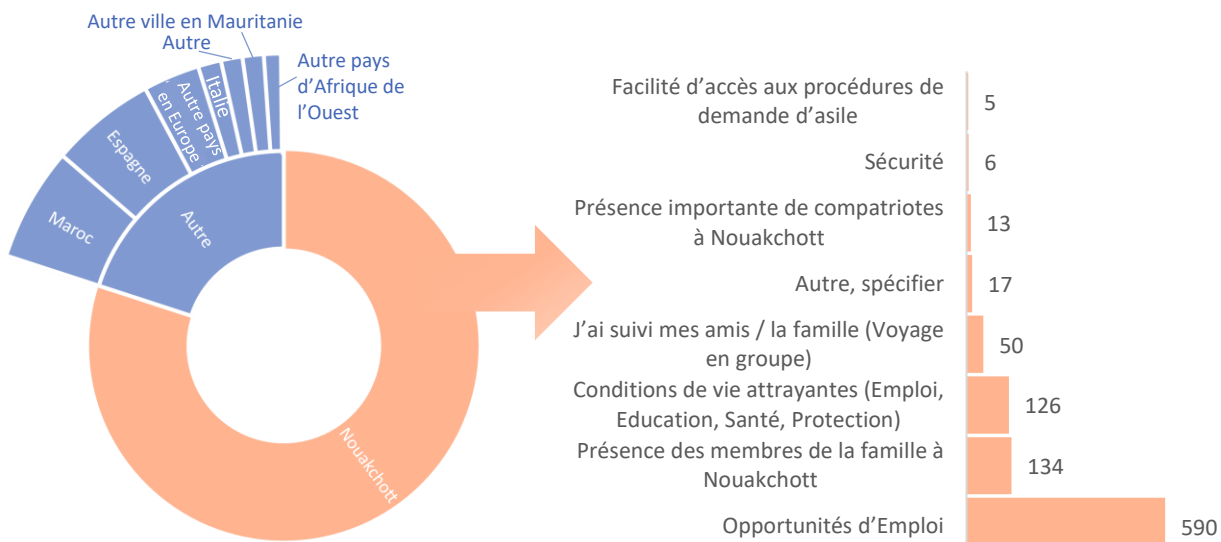 Autre ville en Mauritanie
Autre
Autre pays
d’Afrique de
l’Ouest
Italie
Autre pays
en Europe
Espagne
Maroc
Autre
Nouakchott
Facilité d’accès aux procédures de
demande d’asile
5
Sécurité
6
Présence importante de compatriotes
à Nouakchott
13
Autre, spécifier
17
J’ai suivi mes amis / la famille (Voyage
en groupe)
50
Conditions de vie attrayantes (Emploi,
Education, Santé, Protection)
126
Présence des membres de la famille à
Nouakchott
134
Opportunités d’Emploi
590